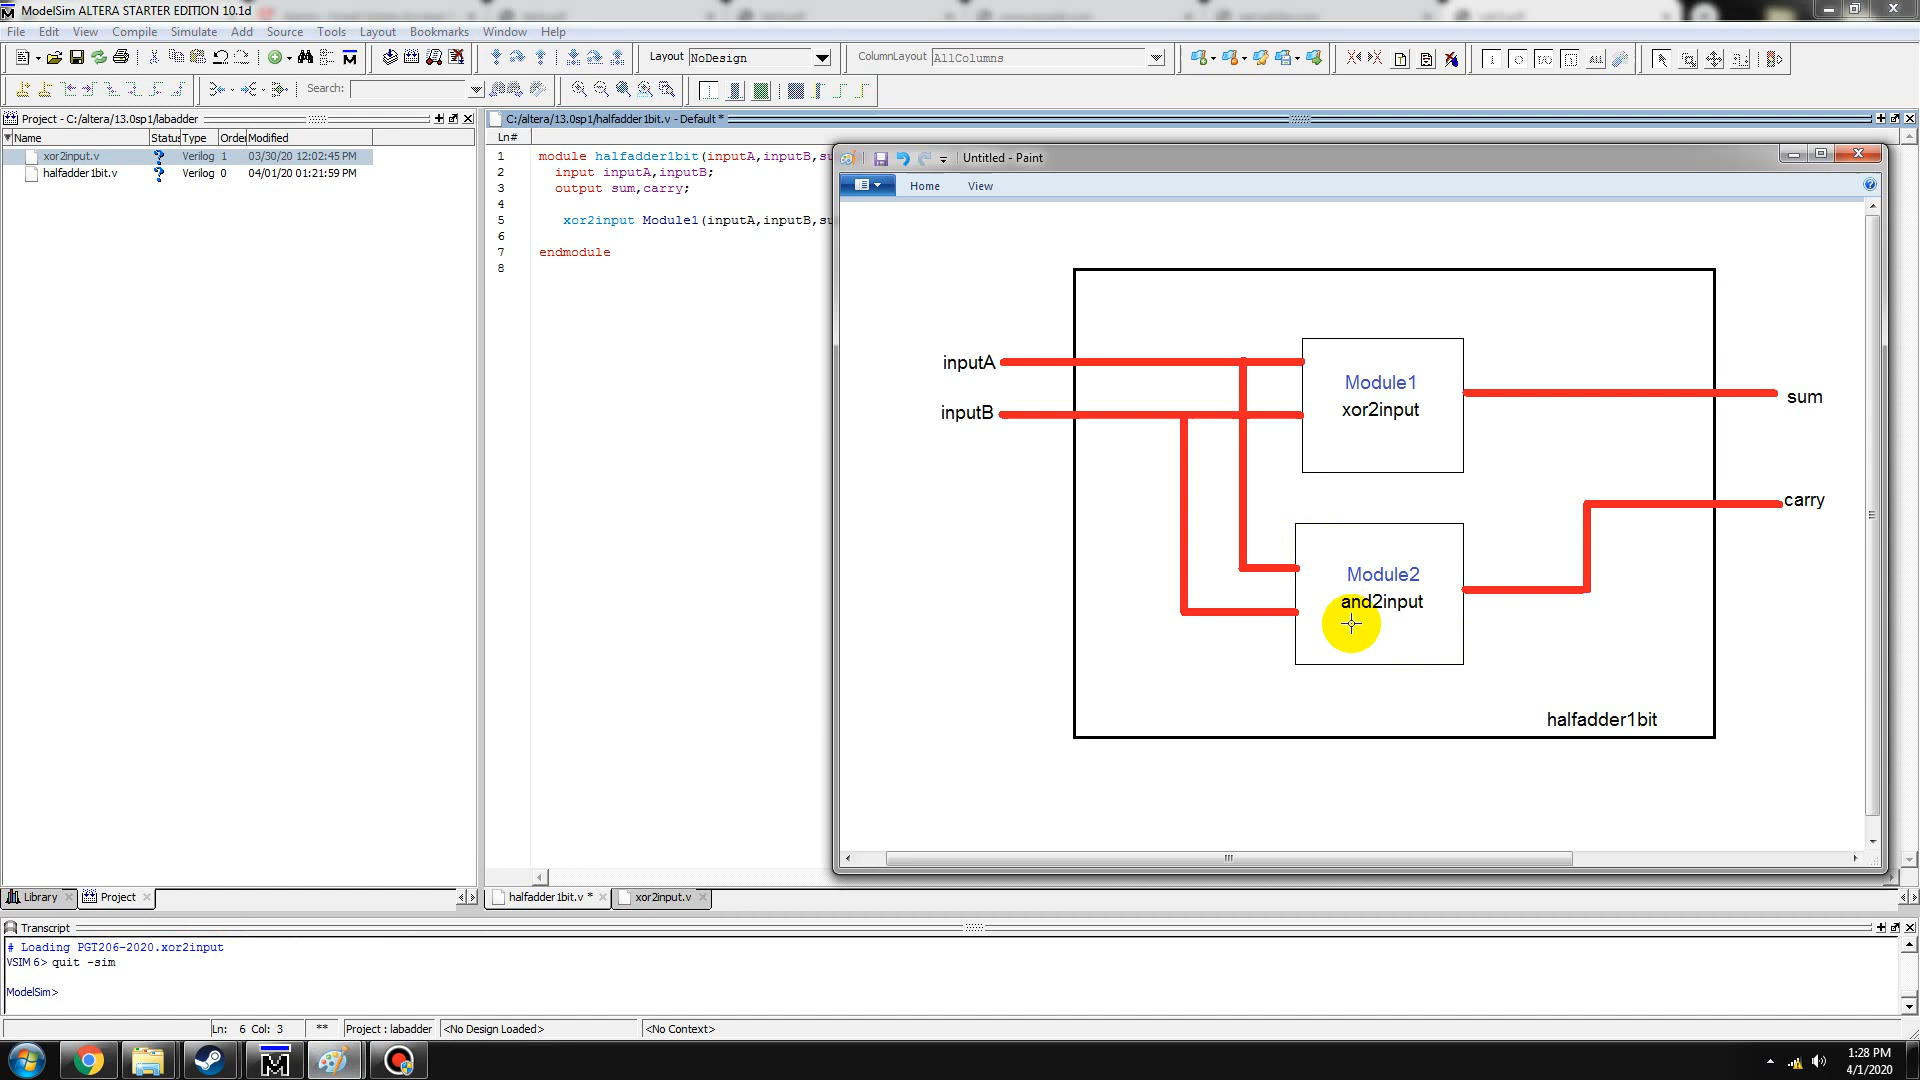 ModelSim ALTERA STARTER EDITION 10.1d
File Edit View Compile Simulate Add Source Tools Layout Bookmarks Window Help
Layout NoDesign ColumnLayout AllColumns
Search:
Project - C:/altera/13.0sp1/labadder
Name Status Type Orde Modified
xor2input.v Verilog 1 03/30/20 12:02:45 PM
halfadder1bit.v Verilog 0 04/01/20 01:21:59 PM
C:/altera/13.0sp1/halfadder1bit.v - Default *
Ln#
1 module halfadder1bit(inputA,inputB,su
2 input inputA,inputB;
3 output sum,carry;
4
5 xor2input Module1(inputA,inputB,su
6
7 endmodule
8
Untitled - Paint
Home View
inputA
inputB
Module1
xor2input
sum
carry
Module2
and2input
halfadder1bit
Library Project
halfadder1bit.v * xor2input.v
Transcript
# Loading PGT206-2020.xor2input
VSIM 6> quit -sim
ModelSim>
Ln: 6 Col: 3 ** Project : labadder <No Design Loaded> <No Context>
1:28 PM
4/1/2020